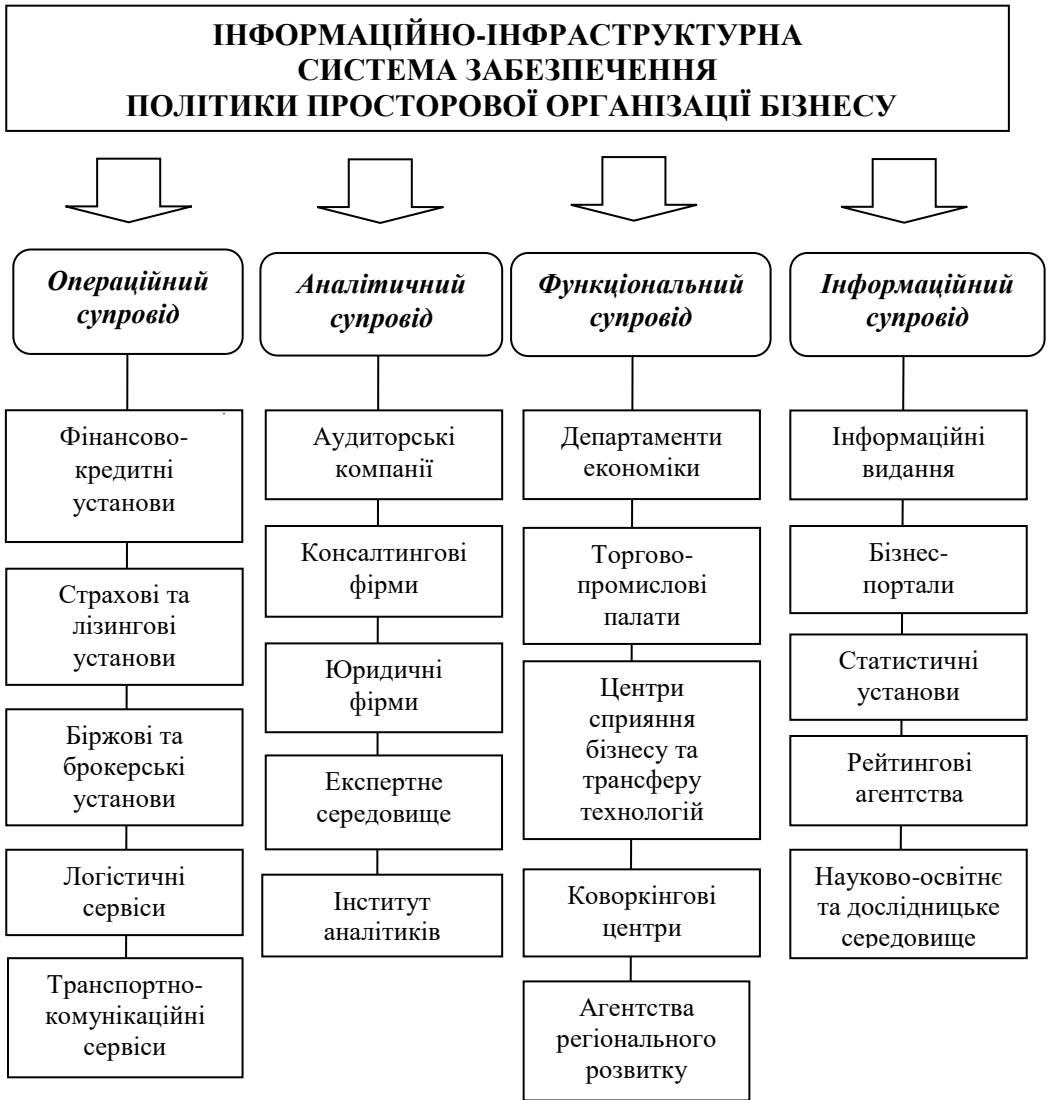 ІНФОРМАЦІЙНО-ІНФРАСТРУКТУРНА
СИСТЕМА ЗАБЕЗПЕЧЕННЯ
ПОЛІТИКИ ПРОСТОРОВОЇ ОРГАНІЗАЦІЇ БІЗНЕСУ
Операційний
супровід
Фінансово-
кредитні
установи
Страхові та
лізингові
установи
Біржові та
брокерські
установи
Логістичні
сервіси
Транспортно-
комунікаційні
сервіси
Аналітичний
супровід
Аудиторські
компанії
Консалтингові
фірми
Юридичні
фірми
Експертне
середовище
Інститут
аналітиків
Функціональний
супровід
Департаменти
економіки
Торгово-
промислові
палати
Центри
сприяння
бізнесу та
трансферу
технологій
Коворкінгові
центри
Агентства
регіонального
розвитку
Інформаційний
супровід
Інформаційні
видання
Бізнес-
портали
Статистичні
установи
Рейтингові
агентства
Науково-освітнє
та дослідницьке
середовище